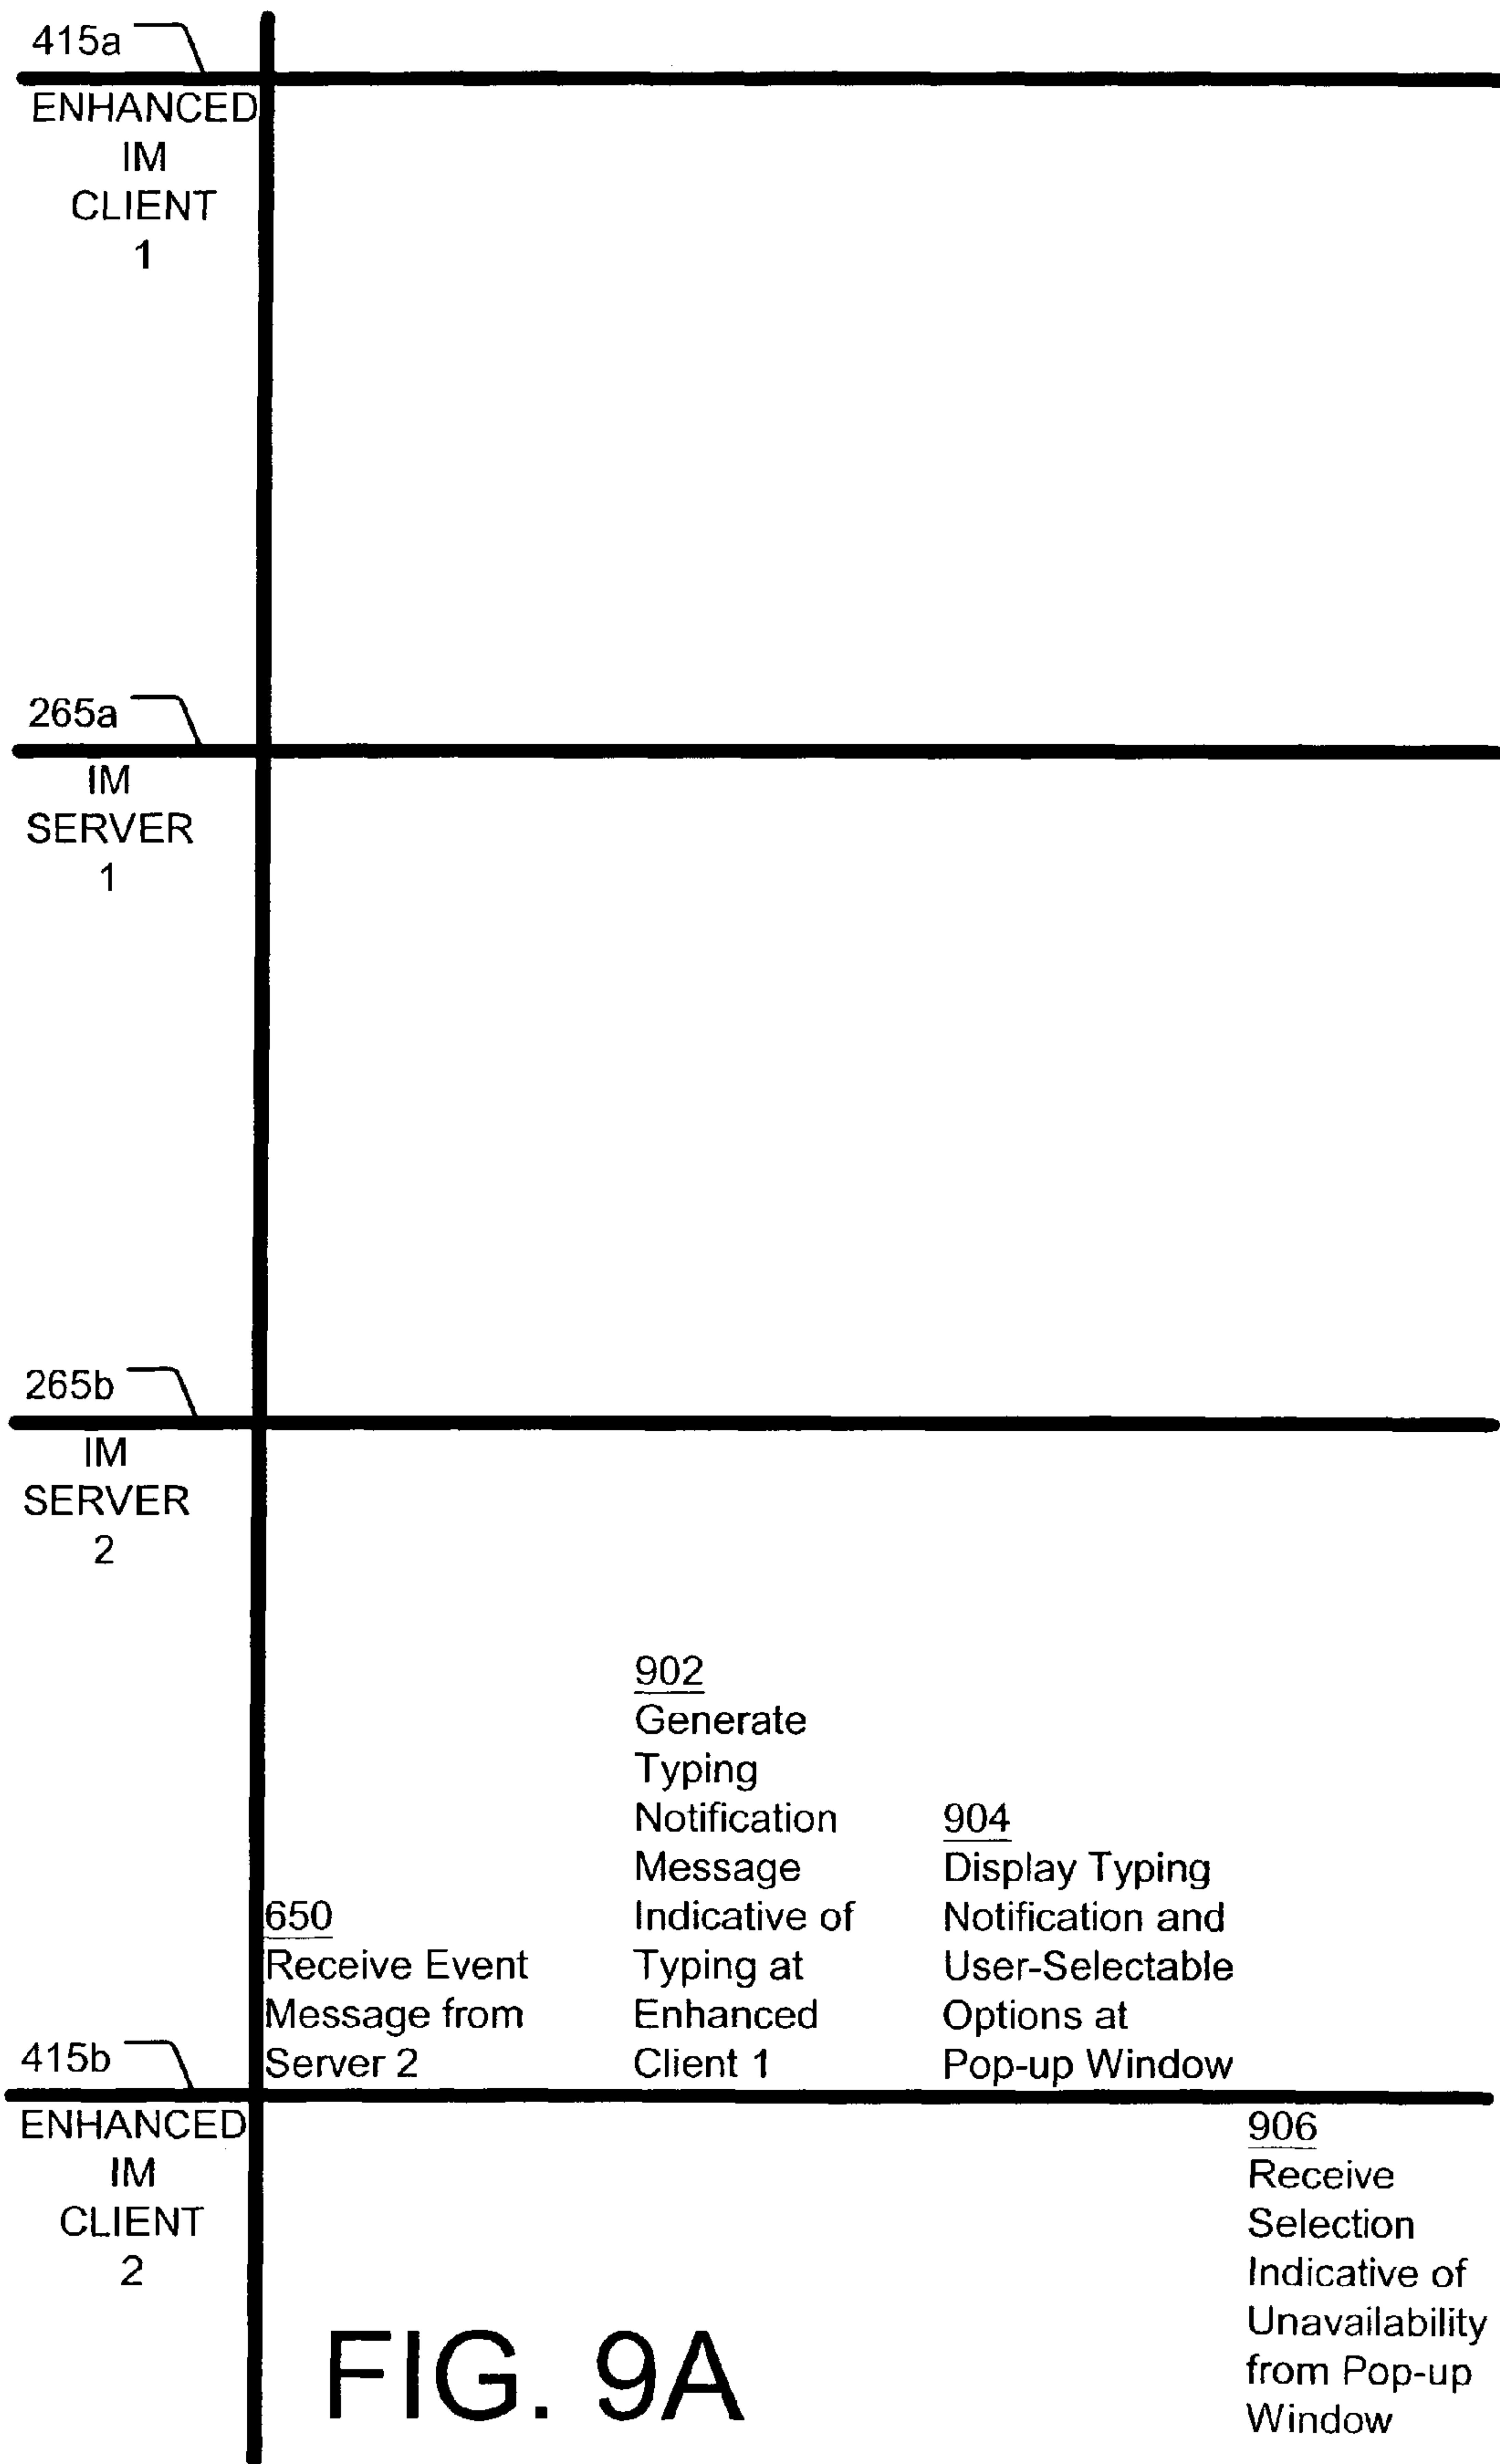 415a
ENHANCED
IM
CLIENT
1
265a
IM
SERVER
1
265b
IM
SERVER
2
650
Receive Event
Message from
Server 2
902
Generate
Typing
Notification
Message
Indicative of
Typing at
Enhanced
Client 1
904
Display Typing
Notification and
User-Selectable
Options at
Pop-up Window
415b
ENHANCED
IM
CLIENT
2
906
Receive
Selection
Indicative of
Unavailability
from Pop-up
Window
FIG. 9A